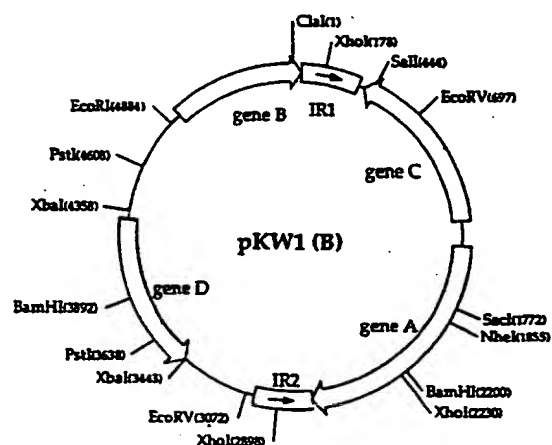 ClaI(1)
XhoI(178)
SalI(444)
EcoRV(697)
EcoRI(4884)
gene B
IR1
PstI(4608)
gene C
XbaI(4358)
pKW1 (B)
gene D
BamHI(3892)
gene A
SacI(1772)
NheI(1855)
PstI(3638)
XbaI(3443)
IR2
BamHI(2200)
XhoI(2230)
EcoRV(3072)
XhoI(2898)